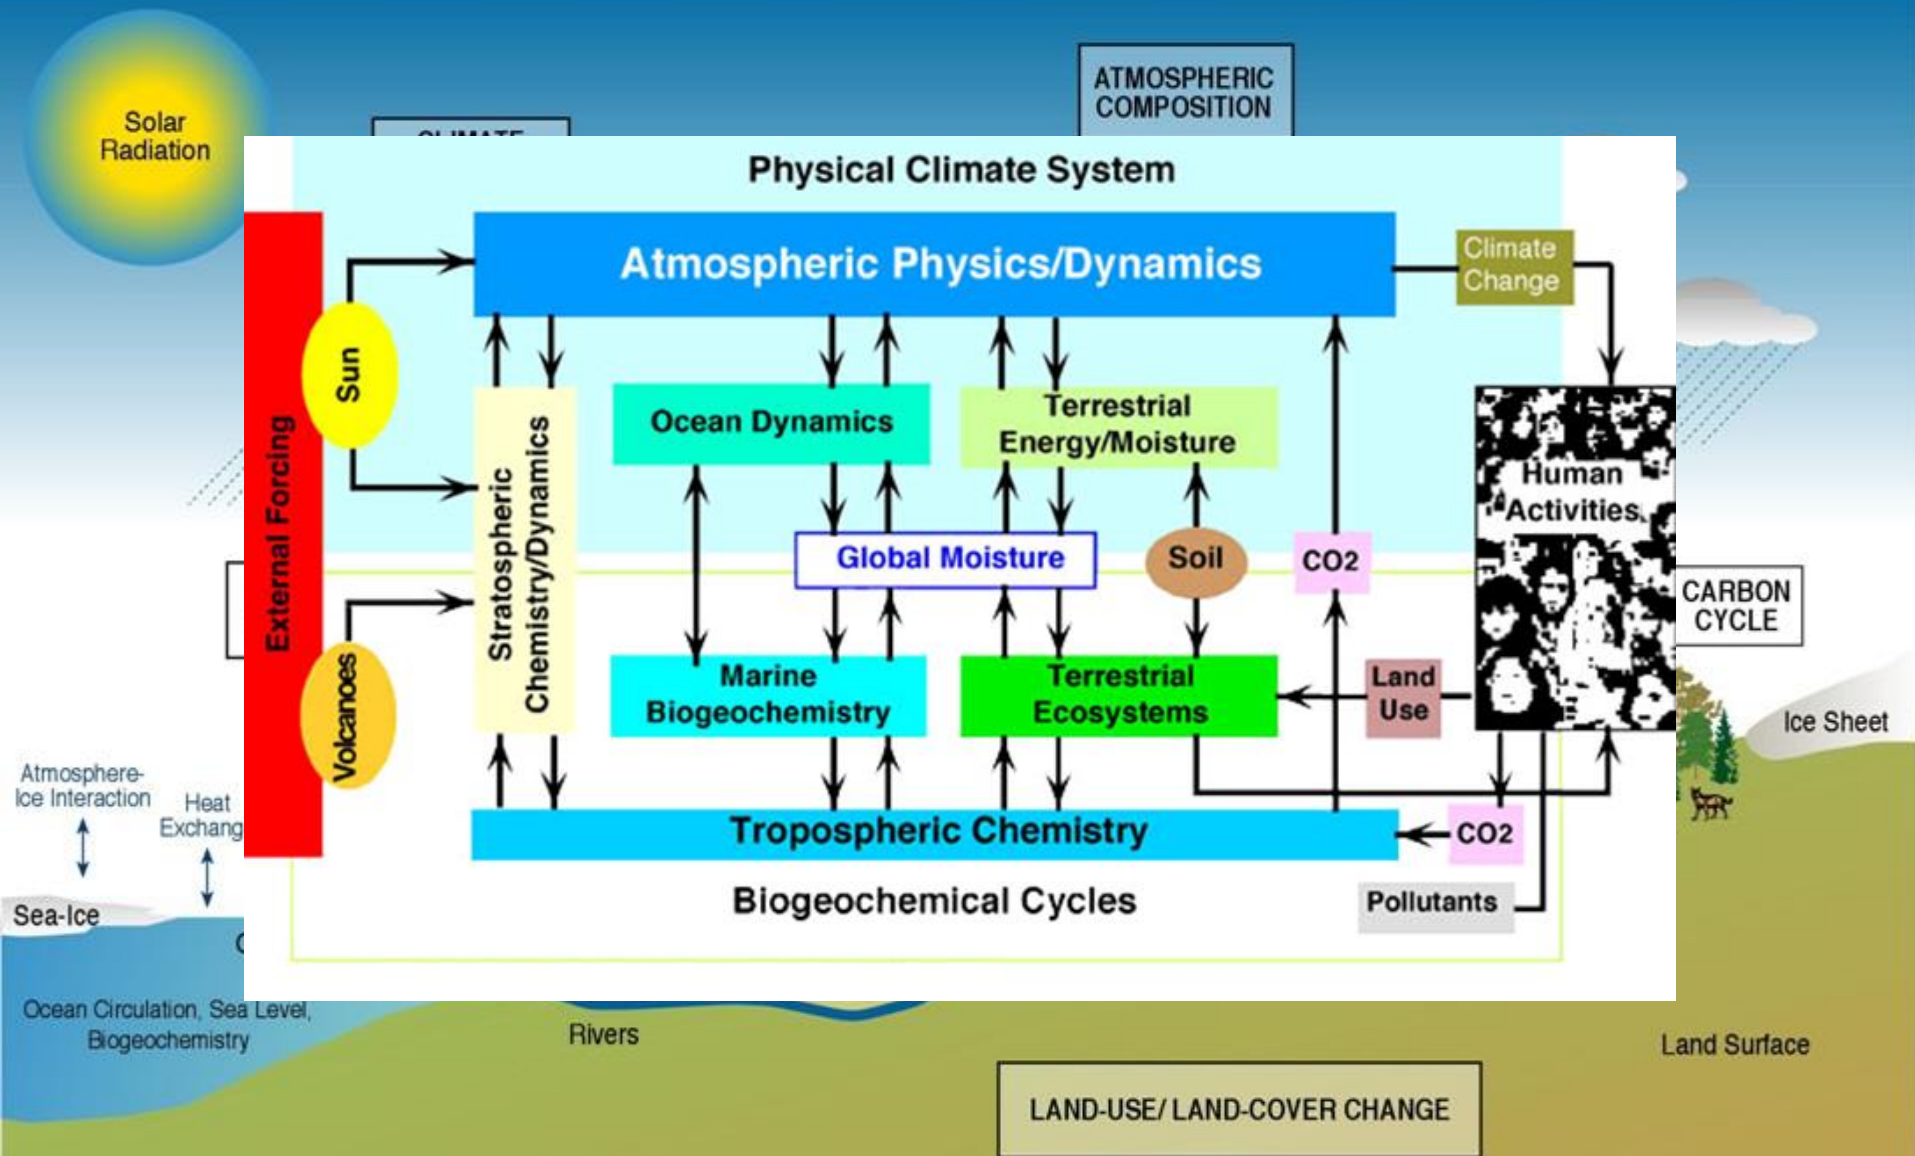 Solar
Radiation
ATMOSPHERIC
COMPOSITION
CLIMATE
Physical Climate System
Atmospheric Physics/Dynamics
Climate
Change
External Forcing
Sun
Volcanoes
Stratospheric
Chemistry/Dynamics
Ocean Dynamics
Terrestrial
Energy/Moisture
Human
Activities
Global Moisture
Soil
CO2
Marine
Biogeochemistry
Terrestrial
Ecosystems
Land
Use
Tropospheric Chemistry
CO2
Biogeochemical Cycles
Pollutants
CARBON
CYCLE
Ice Sheet
Atmosphere-
Ice Interaction
Heat
Exchang
Sea-Ice
Ocean Circulation, Sea Level,
Biogeochemistry
Rivers
Land Surface
LAND-USE/ LAND-COVER CHANGE